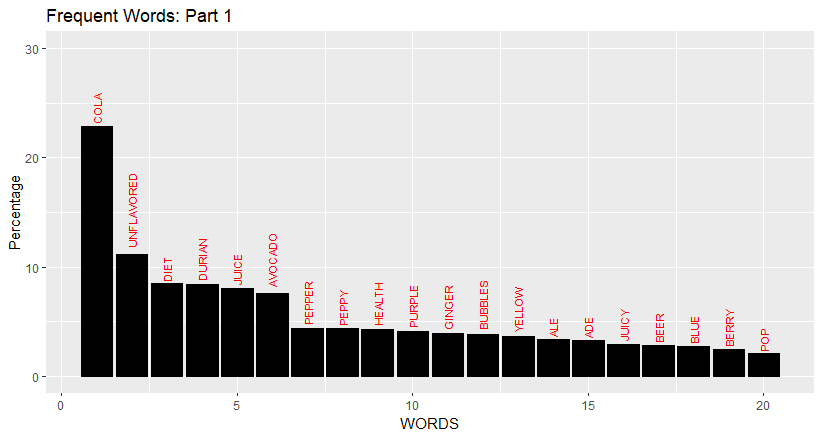 Frequent Words: Part 1
Percentage
30
20
10
0
COLA
UNFLAVORED
DIET
DURIAN
JUICE
AVOCADO
PEPPER
PEPPY
HEALTH
PURPLE
GINGER
BUBBLES
YELLOW
ALE
ADE
JUICY
BEER
BLUE
BERRY
POP
0 5 10 15 20
WORDS